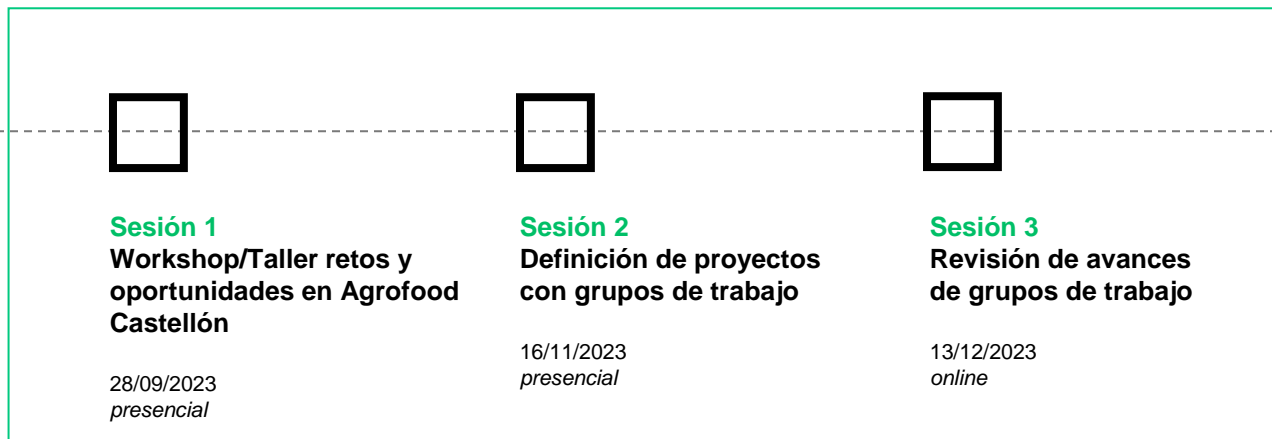 Sesión 1
Workshop/Taller retos y
oportunidades en Agrofood
Castellón
28/09/2023
presencial
Sesión 2
Definición de proyectos
con grupos de trabajo
16/11/2023
presencial
Sesión 3
Revisión de avances
de grupos de trabajo
13/12/2023
online